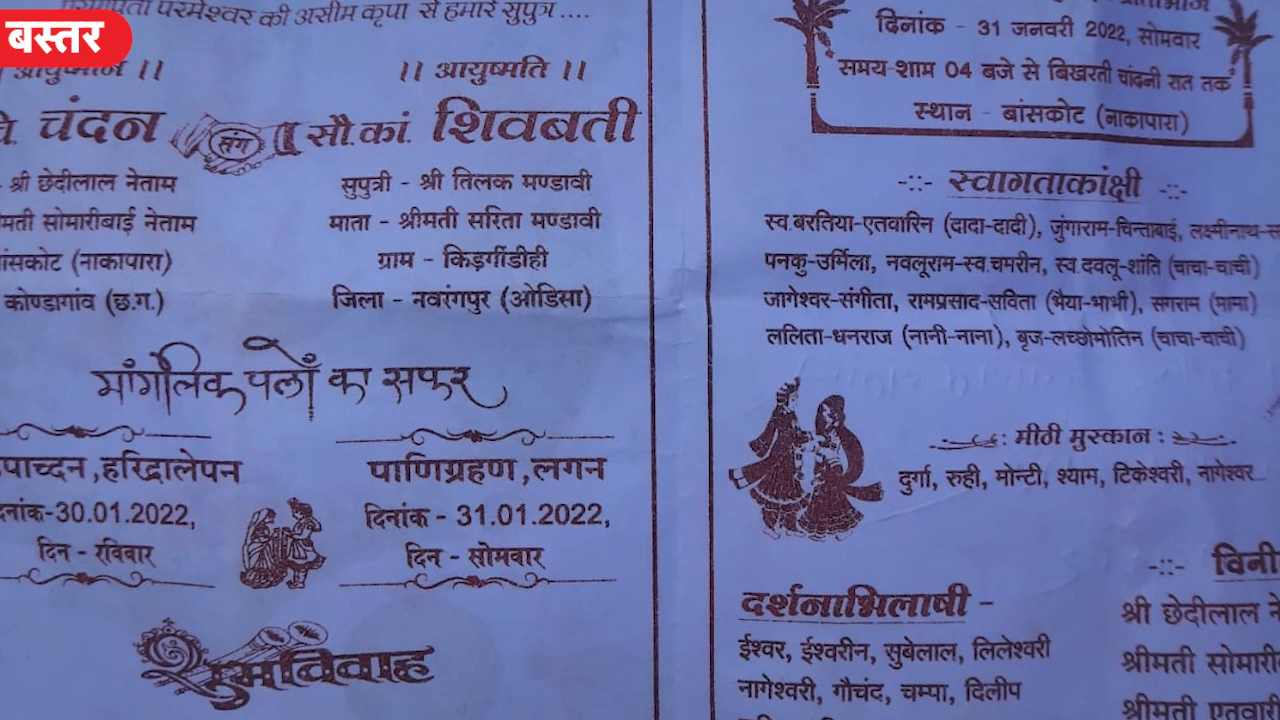 बस्तर
परमेश्वर की असीम कृपा से हमारे सुपुत्र ....
।। आयुष्मति ।।
चंदन संग सौ.कां. शिवबती
श्री छेदीलाल नेताम
सुपुत्री - श्री तिलक मण्डावी
सोमारीबाई नेताम
माता - श्रीमती सरिता मण्डावी
(नाकापारा)
ग्राम - किड़गींडीही
कोण्डागांव (छ.ग.)
जिला - नवरंगपुर (ओडिसा)
मांगलिक पलों का सफर
हरिद्रालेपन
-30.01.2022,
दिन - रविवार
पाणिग्रहण, लगन
दिनांक - 31.01.2022,
दिन - सोमवार
शुभविवाह
दिनांक - 31 जनवरी 2022, सोमवार
समय-शाम 04 बजे से बिखरती चांदनी रात तक
स्थान - बांसकोट (नाकापारा)
-::- स्वागताकांक्षी -::-
स्व.बरतिया-एतवारिन (दादा-दादी), जुंगाराम-चिन्ताबाई, लक्ष्मीनाथ-
पनकु-उर्मिला, नवलूराम-स्व.चमरीन, स्व.दवलू-शांति (चाचा-चाची)
जागेश्वर-संगीता, रामप्रसाद-सविता (भैया-भाभी), सगराम (मामा)
ललिता-धनराज (नानी-नाना), बृज-लच्छोमोतिन (चाचा-चाची)
: मीठी मुस्कान :
दुर्गा, रुही, मोन्टी, श्याम, टिकेश्वरी, नागेश्वर
दर्शनाभिलाषी -
ईश्वर, ईश्वरीन, सुबेलाल, लिलेश्वरी
नागेश्वरी, गौचंद, चम्पा, दिलीप
-::- विनी
श्री छेदीलाल ने
श्रीमती सोमारी
श्रीमती एतवारी